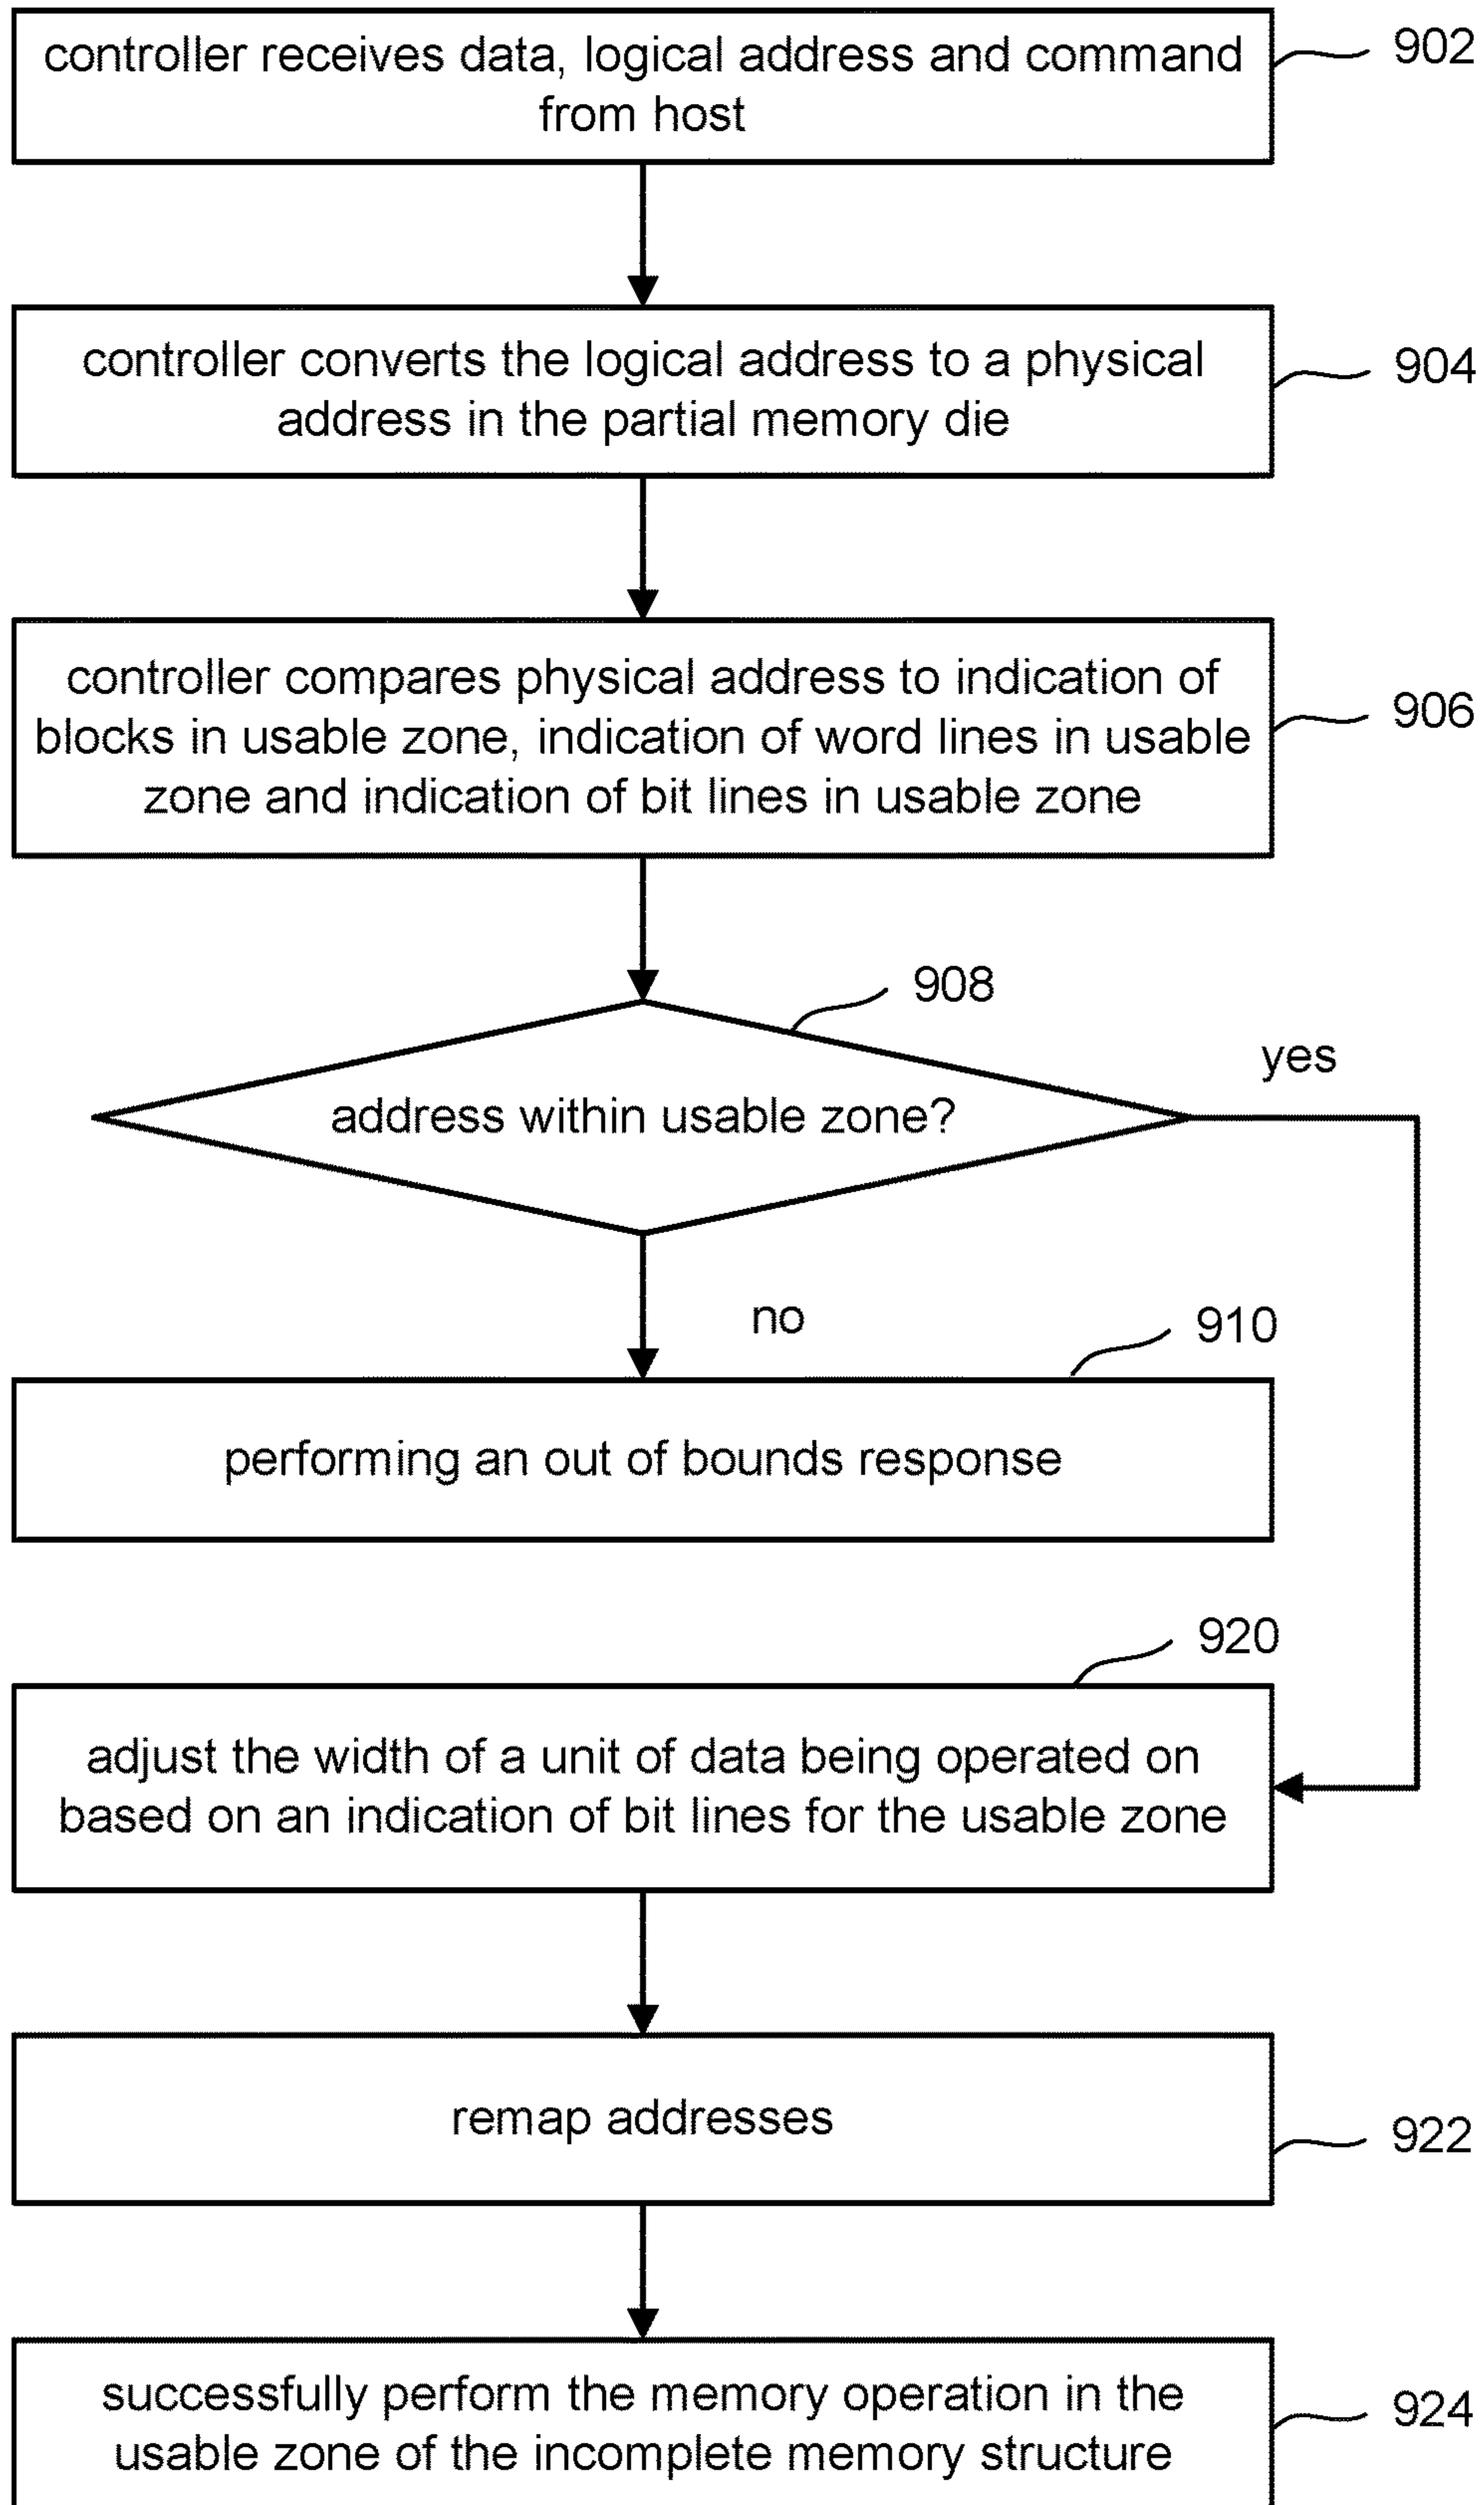 controller receives data, logical address and command
from host
902
controller converts the logical address to a physical
address in the partial memory die
904
controller compares physical address to indication of
blocks in usable zone, indication of word lines in usable
zone and indication of bit lines in usable zone
906
908
address within usable zone?
yes
no
910
performing an out of bounds response
920
adjust the width of a unit of data being operated on
based on an indication of bit lines for the usable zone
remap addresses
922
successfully perform the memory operation in the
usable zone of the incomplete memory structure
924